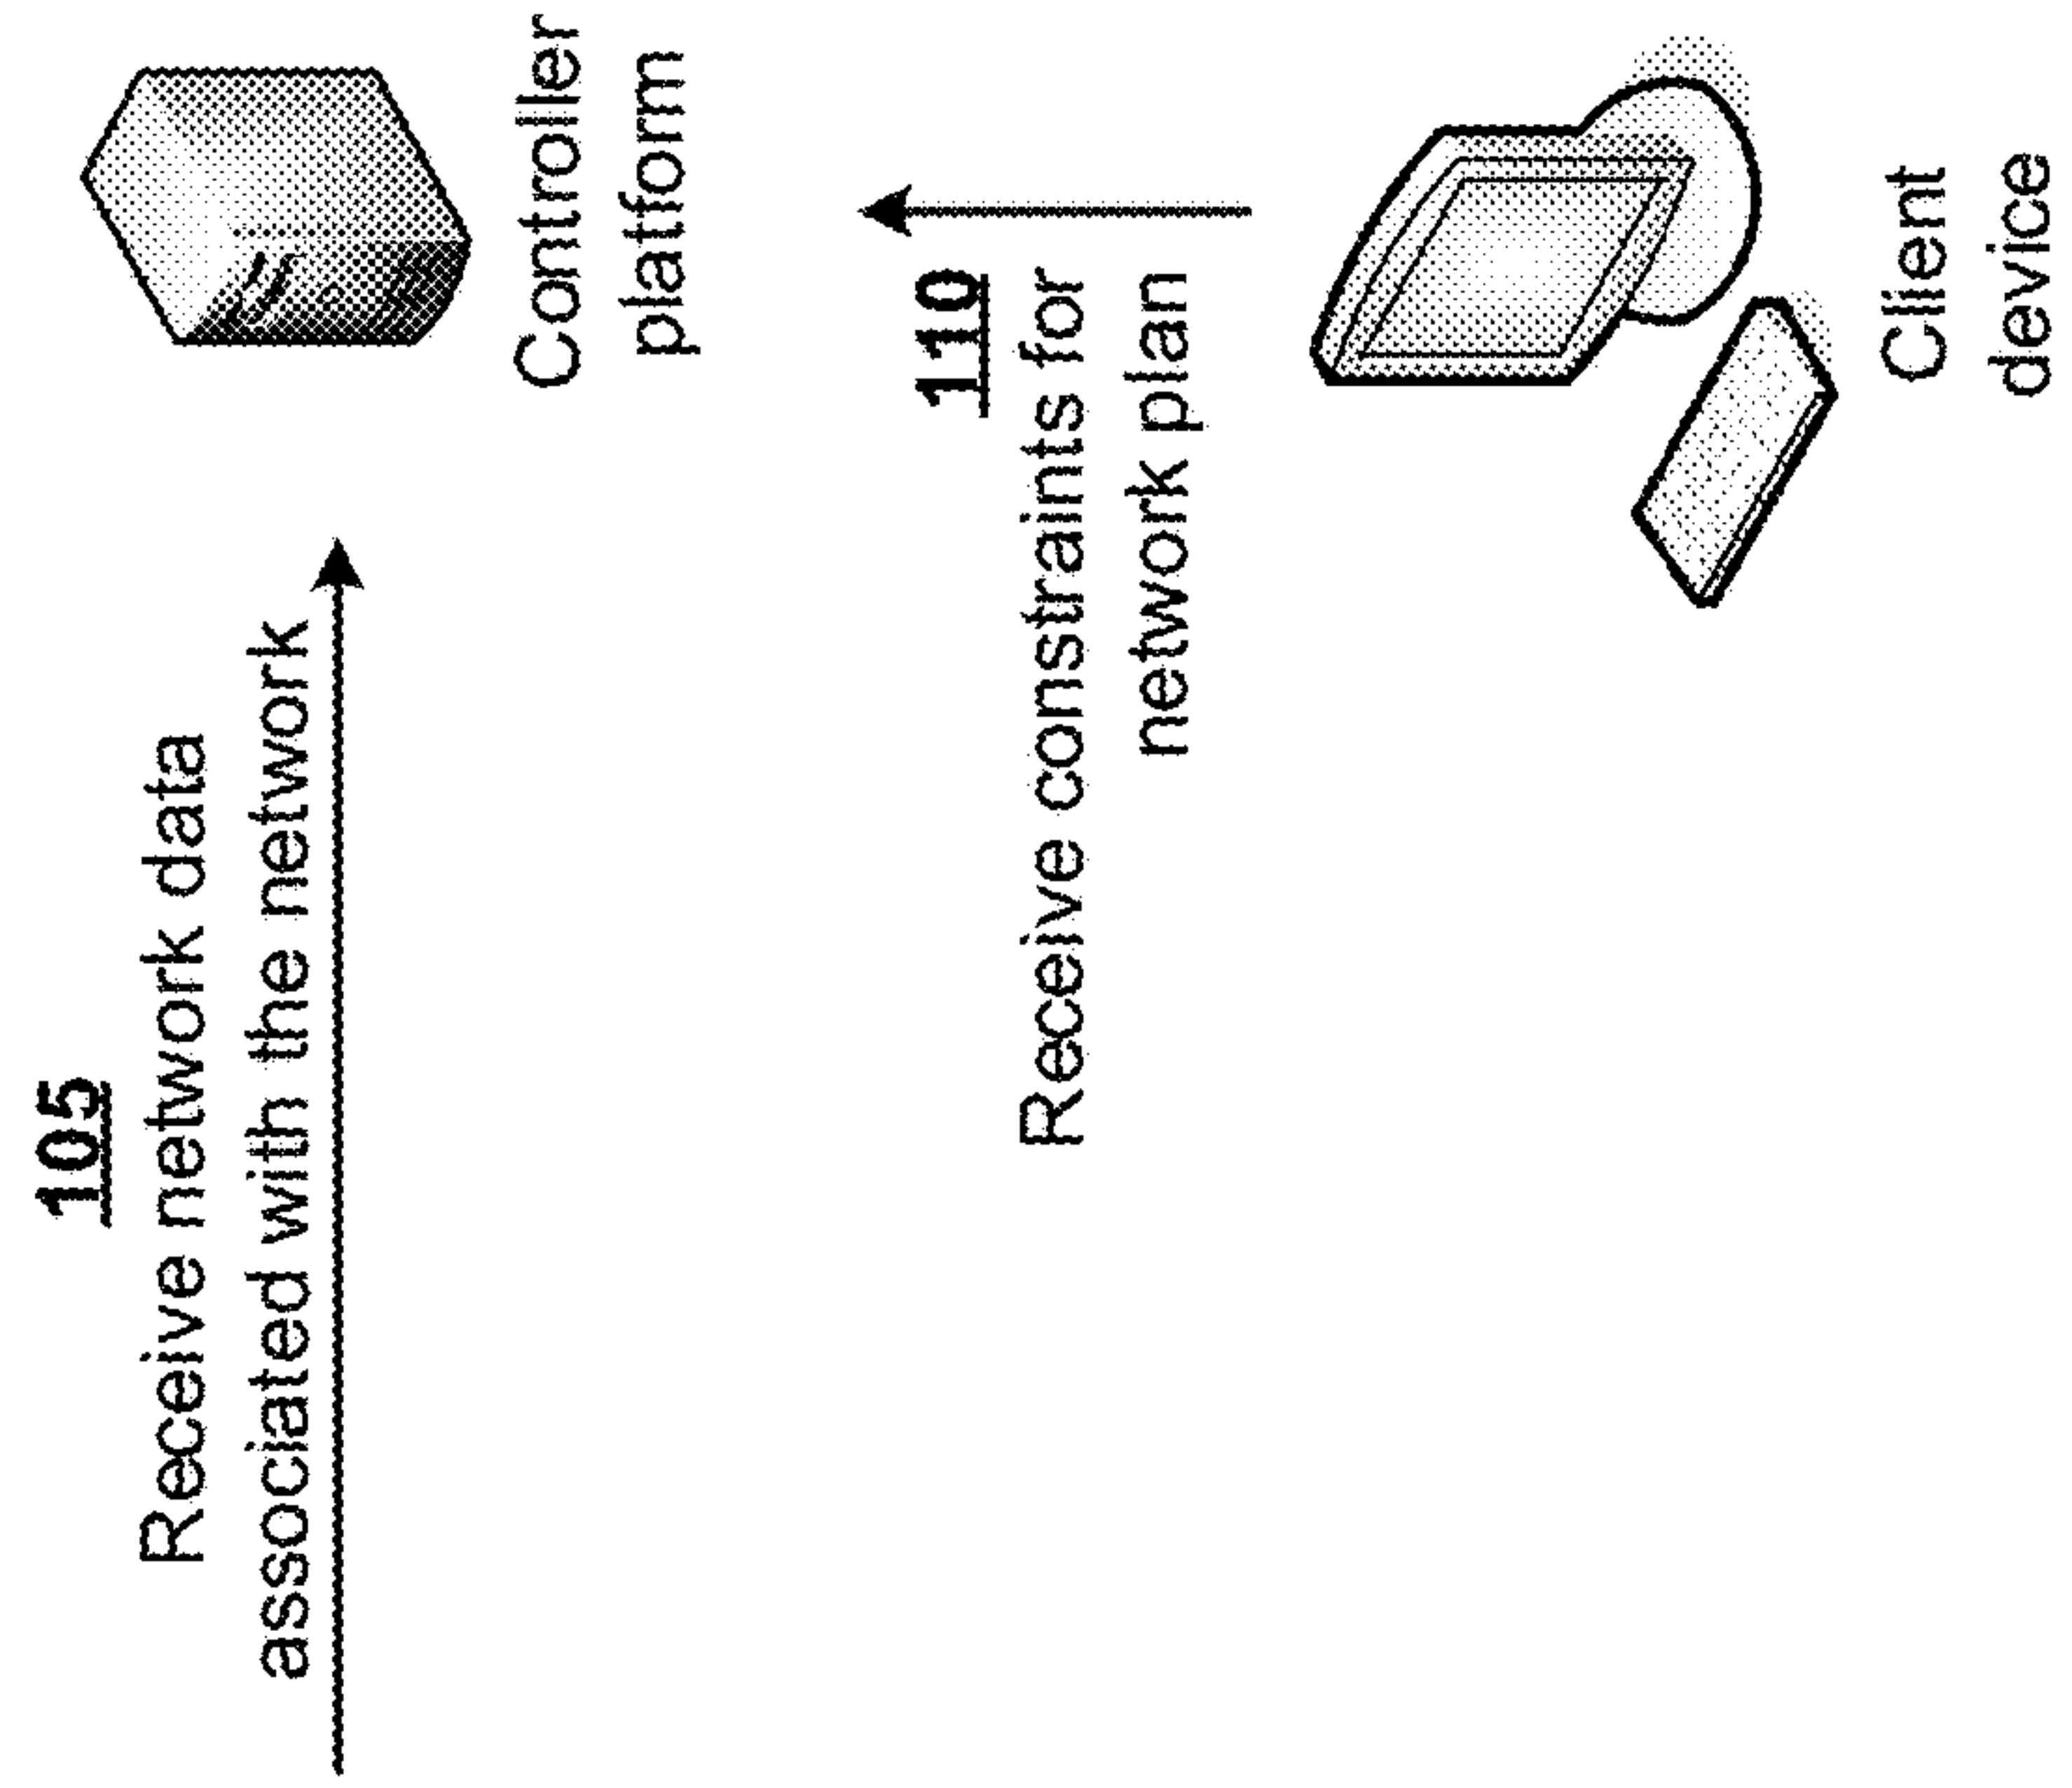 105
Receive network data
associated with the network
Controller
platform
110
Receive constraints for
network plan
Client
device